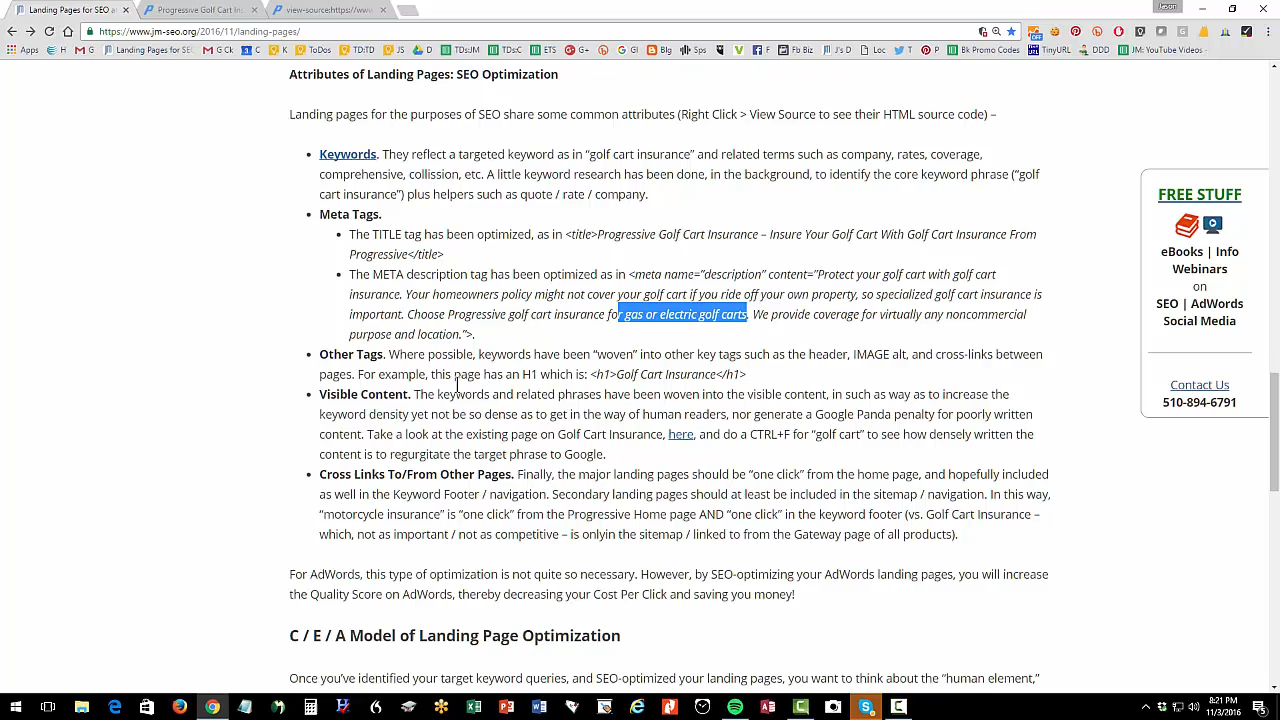 Landing Pages for SEO a
Progressive Golf Cart Ins
view-source:https://www
Jason
https://www.jm-seo.org/2016/11/landing-pages/
Apps
H
G
Landing Pages for SE
G Ck
C
Q
ToDo
TD:TD
JS
TDsJM
TDsC
ETS
G+
GI
Blg
Sps
V
F
Fb Biz
J's D
Loc
T
P
Bk Promo Codes
TinyURL
DDD
JM: YouTube Videos -
Attributes of Landing Pages: SEO Optimization
Landing pages for the purposes of SEO share some common attributes (Right Click > View Source to see their HTML source code) –
Keywords. They reflect a targeted keyword as in “golf cart insurance” and related terms such as company, rates, coverage,
comprehensive, collission, etc. A little keyword research has been done, in the background, to identify the core keyword phrase (“golf
cart insurance”) plus helpers such as quote / rate / company.
Meta Tags.
The TITLE tag has been optimized, as in <title>Progressive Golf Cart Insurance – Insure Your Golf Cart With Golf Cart Insurance From
Progressive</title>
The META description tag has been optimized as in <meta name=”description” content=”Protect your golf cart with golf cart
insurance. Your homeowners policy might not cover your golf cart if you ride off your own property, so specialized golf cart insurance is
important. Choose Progressive golf cart insurance for gas or electric golf carts. We provide coverage for virtually any noncommercial
purpose and location.”>.
Other Tags. Where possible, keywords have been “woven” into other key tags such as the header, IMAGE alt, and cross-links between
pages. For example, this page has an H1 which is: <h1>Golf Cart Insurance</h1>
Visible Content. The keywords and related phrases have been woven into the visible content, in such as way as to increase the
keyword density yet not be so dense as to get in the way of human readers, nor generate a Google Panda penalty for poorly written
content. Take a look at the existing page on Golf Cart Insurance, here, and do a CTRL+F for “golf cart” to see how densely written the
content is to regurgitate the target phrase to Google.
Cross Links To/From Other Pages. Finally, the major landing pages should be “one click” from the home page, and hopefully included
as well in the Keyword Footer / navigation. Secondary landing pages should at least be included in the sitemap / navigation. In this way,
“motorcycle insurance” is “one click” from the Progressive Home page AND “one click” in the keyword footer (vs. Golf Cart Insurance –
which, not as important / not as competitive – is onlyin the sitemap / linked to from the Gateway page of all products).
For AdWords, this type of optimization is not quite so necessary. However, by SEO-optimizing your AdWords landing pages, you will increase
the Quality Score on AdWords, thereby decreasing your Cost Per Click and saving you money!
C / E / A Model of Landing Page Optimization
Once you’ve identified your target keyword queries, and SEO-optimized your landing pages, you want to think about the “human element,”
FREE STUFF
eBooks | Info
Webinars
on
SEO | AdWords
Social Media
Contact Us
510-894-6791
8:21 PM
11/3/2016